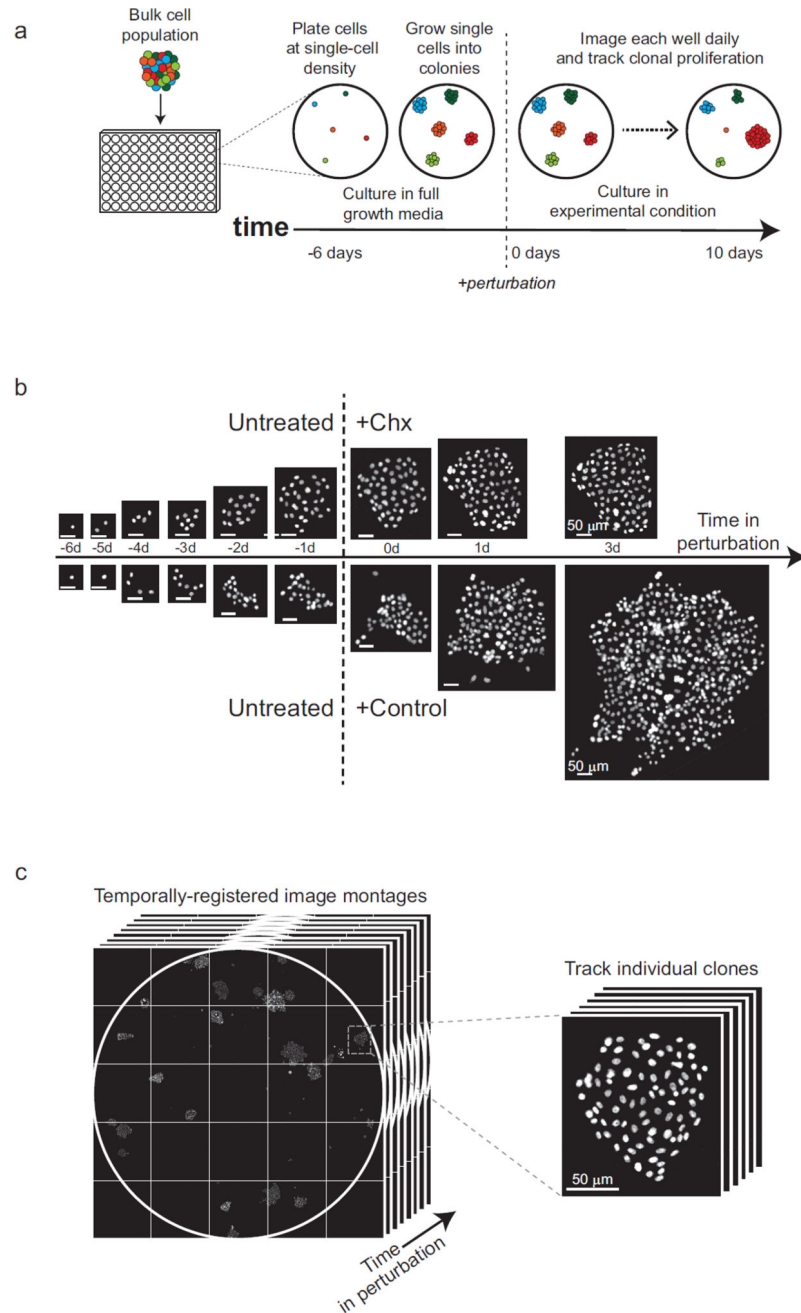 a
Bulk cell
population
Plate cells
at single-cell
density
Grow single
cells into
colonies
Image each well daily
and track clonal proliferation
Culture in full
growth media
Culture in
experimental condition
time
-6 days
0 days
10 days
+perturbation
b
Untreated
+Chx
50 μm
-6d
-5d
-4d
-3d
-2d
-1d
0d
1d
3d
Time in
perturbation
Untreated
+Control
50 μm
c
Temporally-registered image montages
Track individual clones
50 μm
Time
in perturbation